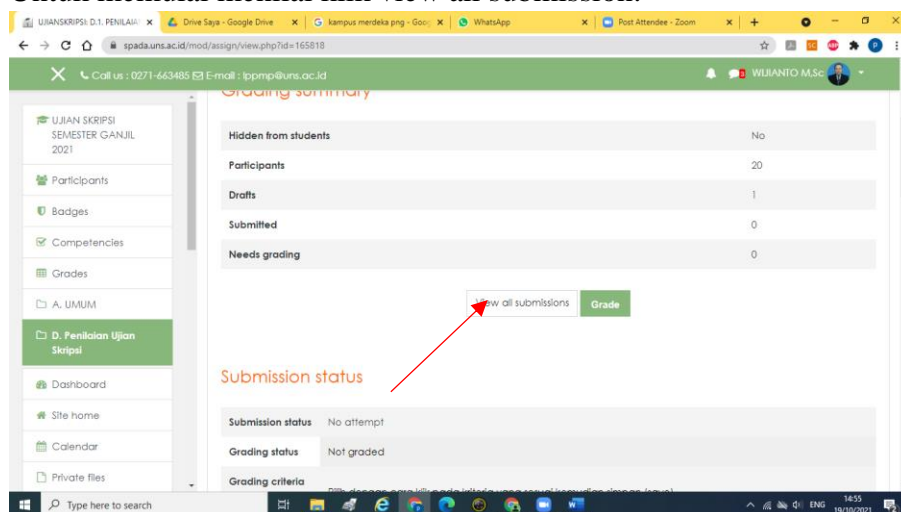 UJIANSKRIPSI: D.1. PENILAIA
Drive Saya - Google Drive
kampus merdeka png - Goo
WhatsApp
Post Attendee - Zoom
spada.uns.ac.id/mod/assign/view.php?id=165818
Call us : 0271-663485 E-mail : lppmp@uns.ac.id
WIJIANTO M,Sc
Grading summary
UJIAN SKRIPSI
SEMESTER GANJIL
2021
Participants
Badges
Competencies
Grades
A. UMUM
D. Penilaian Ujian
Skripsi
Dashboard
Site home
Calendar
Private files
Hidden from students No
Participants 20
Drafts 1
Submitted 0
Needs grading 0
View all submissions Grade
Submission status
Submission status No attempt
Grading status Not graded
Grading criteria
Type here to search
ENG
14:55
19/10/2021